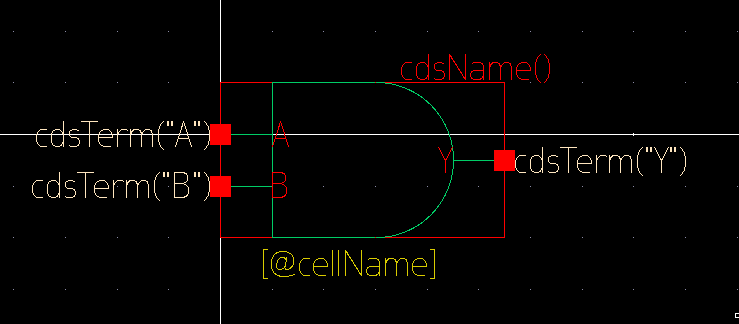 cdsName()
cdsTerm("A")
A
cdsTerm("B")
B
Y
cdsTerm("Y")
[@cellName]